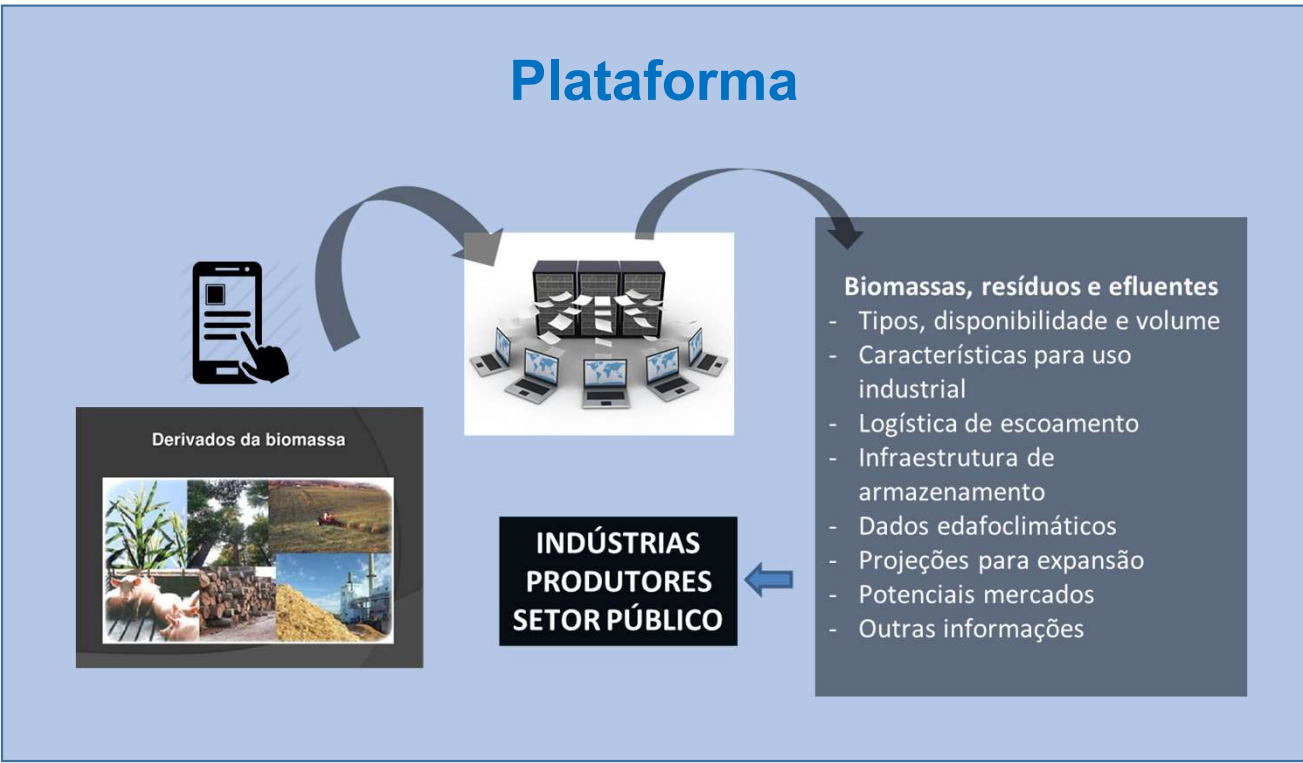 Plataforma
Derivados da biomassa
Biomassas, resíduos e efluentes
- Tipos, disponibilidade e volume
- Características para uso
industrial
- Logística de escoamento
- Infraestrutura de
armazenamento
- Dados edafoclimáticos
- Projeções para expansão
- Potenciais mercados
- Outras informações
INDÚSTRIAS
PRODUTORES
SETOR PÚBLICO